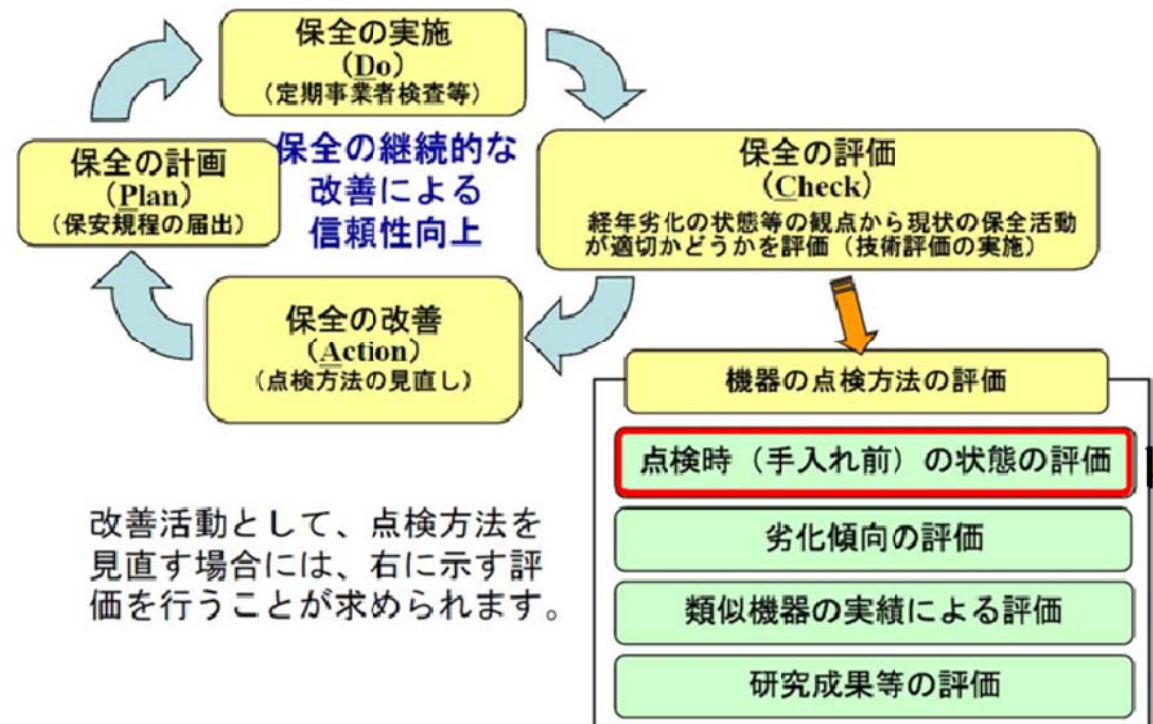 保全の実施
（Do）
（定期事業者検査等）
保全の計画
（Plan）
（保安規程の届出）
保全の継続的な
改善による
信頼性向上
保全の評価
（Check）
経年劣化の状態等の観点から現状の保全活動
が適切かどうかを評価（技術評価の実施）
保全の改善
（Action）
（点検方法の見直し）
機器の点検方法の評価
点検時（手入れ前）の状態の評価
劣化傾向の評価
類似機器の実績による評価
研究成果等の評価
改善活動として、点検方法を
見直す場合には、右に示す評
価を行うことが求められます。